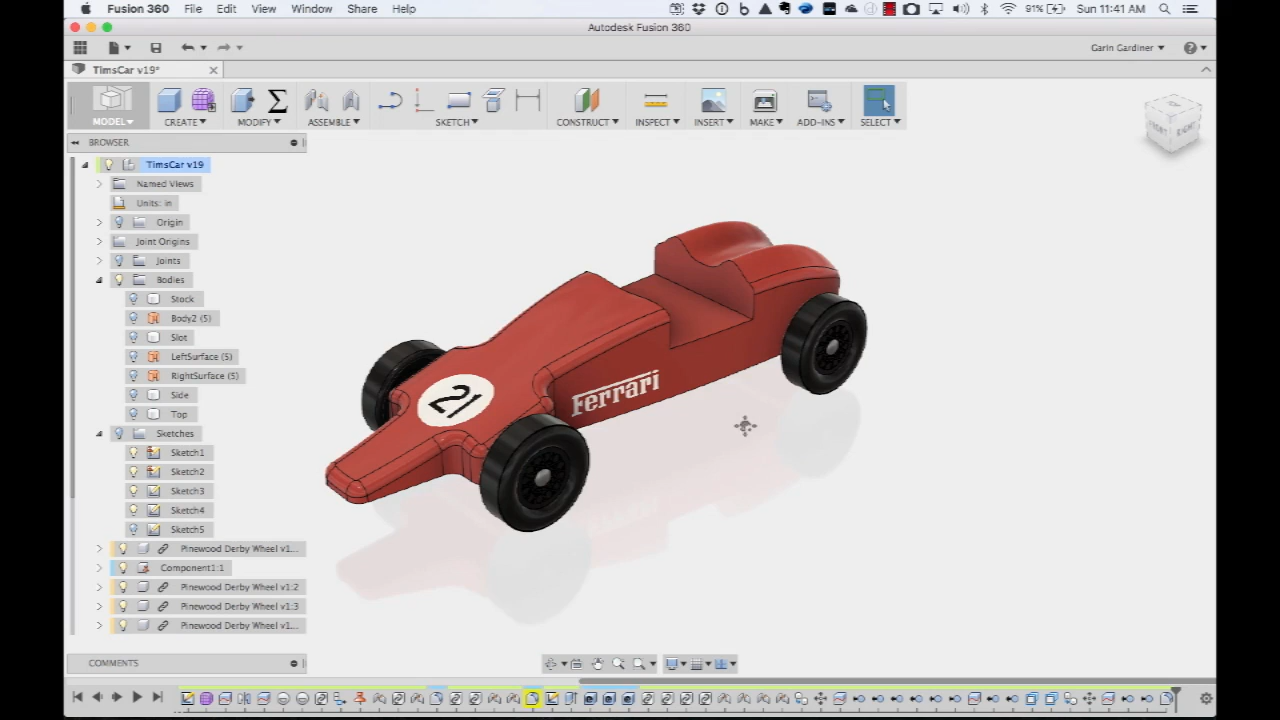 Fusion 360 File Edit View Window Share Help
91% Sun 11:41 AM
Autodesk Fusion 360
Garin Gardiner
TimsCar v19*
MODEL CREATE MODIFY ASSEMBLE SKETCH CONSTRUCT INSPECT INSERT MAKE ADD-INS SELECT
FRONT RIGHT
BROWSER
TimsCar v19
Named Views
Units: in
Origin
Joint Origins
Joints
Bodies
Stock
Body2 (5)
Slot
LeftSurface (5)
RightSurface (5)
Side
Top
Sketches
Sketch1
Sketch2
Sketch3
Sketch4
Sketch5
Pinewood Derby Wheel v1...
Component1:1
Pinewood Derby Wheel v1:2
Pinewood Derby Wheel v1:3
Pinewood Derby Wheel v1...
21
Ferrari
COMMENTS